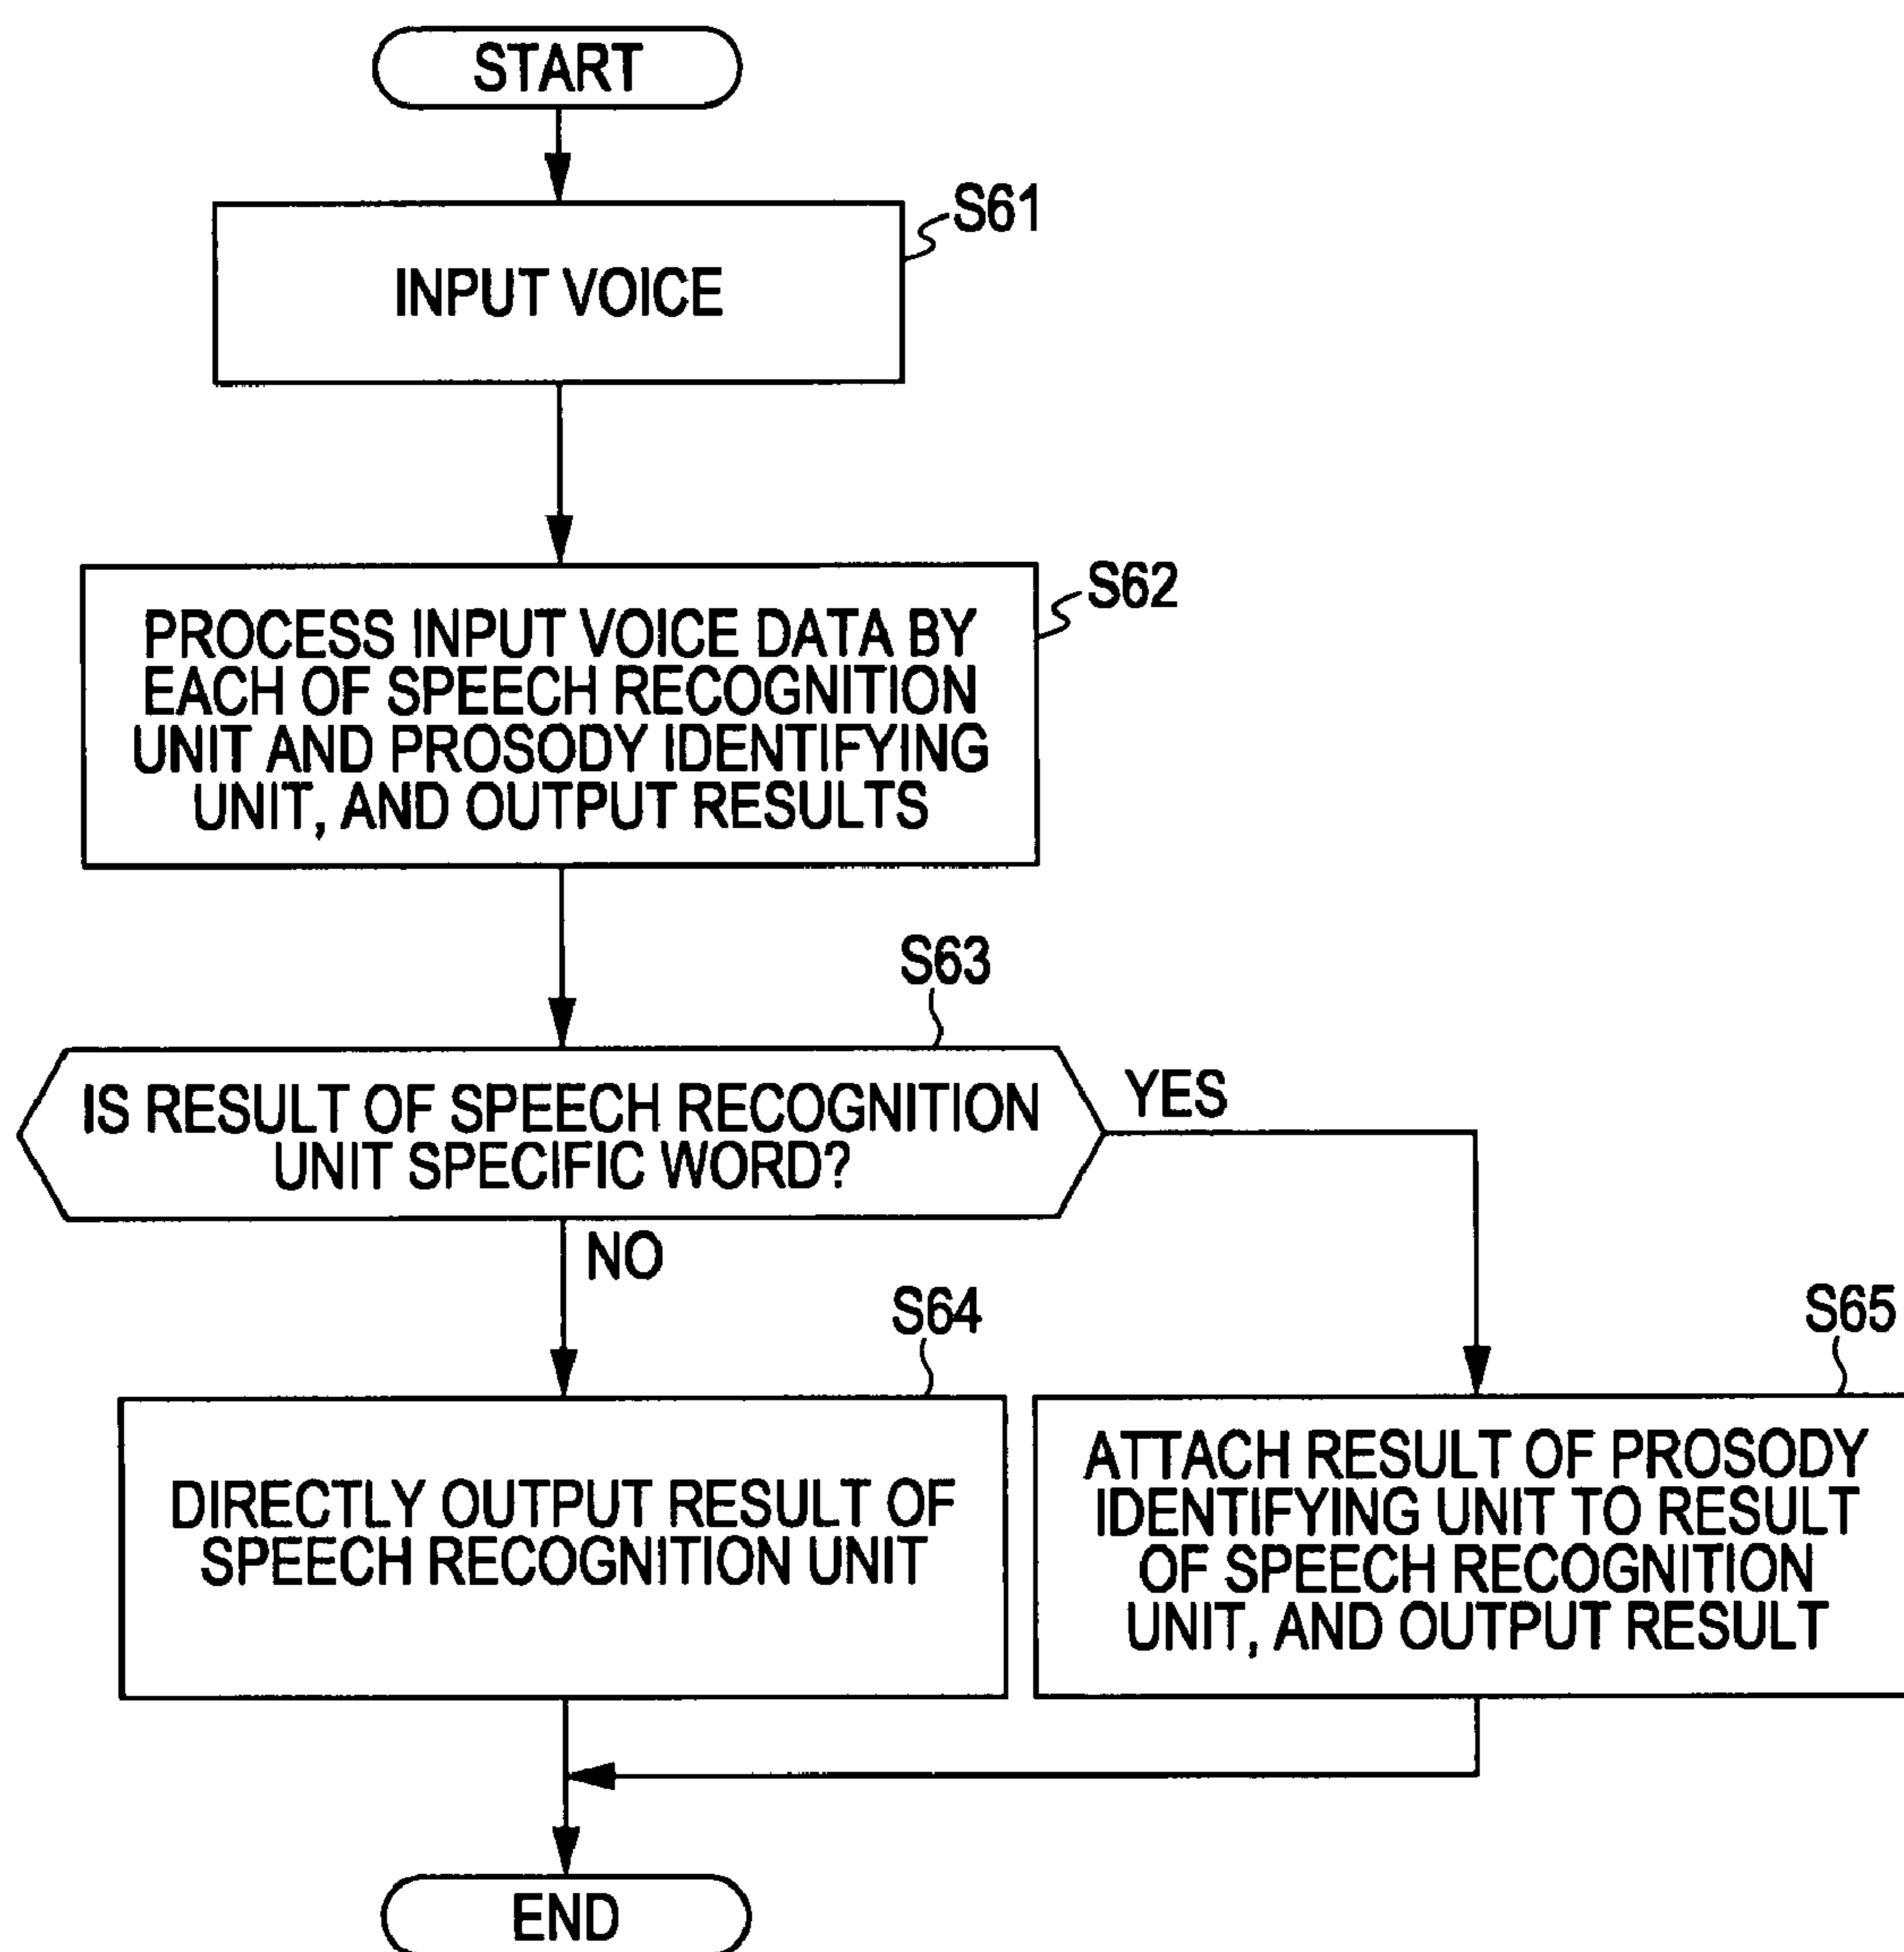 START
S61
INPUT VOICE
S62
PROCESS INPUT VOICE DATA BY
EACH OF SPEECH RECOGNITION
UNIT AND PROSODY IDENTIFYING
UNIT, AND OUTPUT RESULTS
S63
IS RESULT OF SPEECH RECOGNITION
UNIT SPECIFIC WORD?
YES
NO
S64
DIRECTLY OUTPUT RESULT OF
SPEECH RECOGNITION UNIT
S65
ATTACH RESULT OF PROSODY
IDENTIFYING UNIT TO RESULT
OF SPEECH RECOGNITION
UNIT, AND OUTPUT RESULT
END